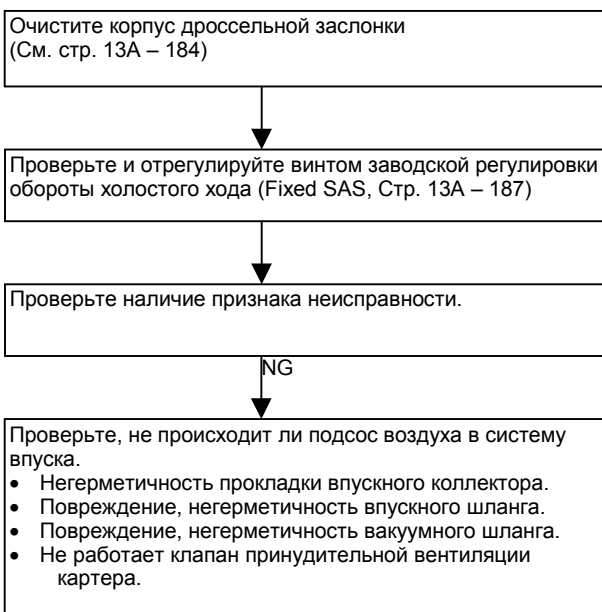 Очистите корпус дроссельной заслонки
(См. стр. 13A – 184)
Проверьте и отрегулируйте винтом заводской регулировки
обороты холостого хода (Fixed SAS, Стр. 13A – 187)
Проверьте наличие признака неисправности.
NG
Проверьте, не происходит ли подсос воздуха в систему
впуска.
• Негерметичность прокладки впускного коллектора.
• Повреждение, негерметичность впускного шланга.
• Повреждение, негерметичность вакуумного шланга.
• Не работает клапан принудительной вентиляции
картера.